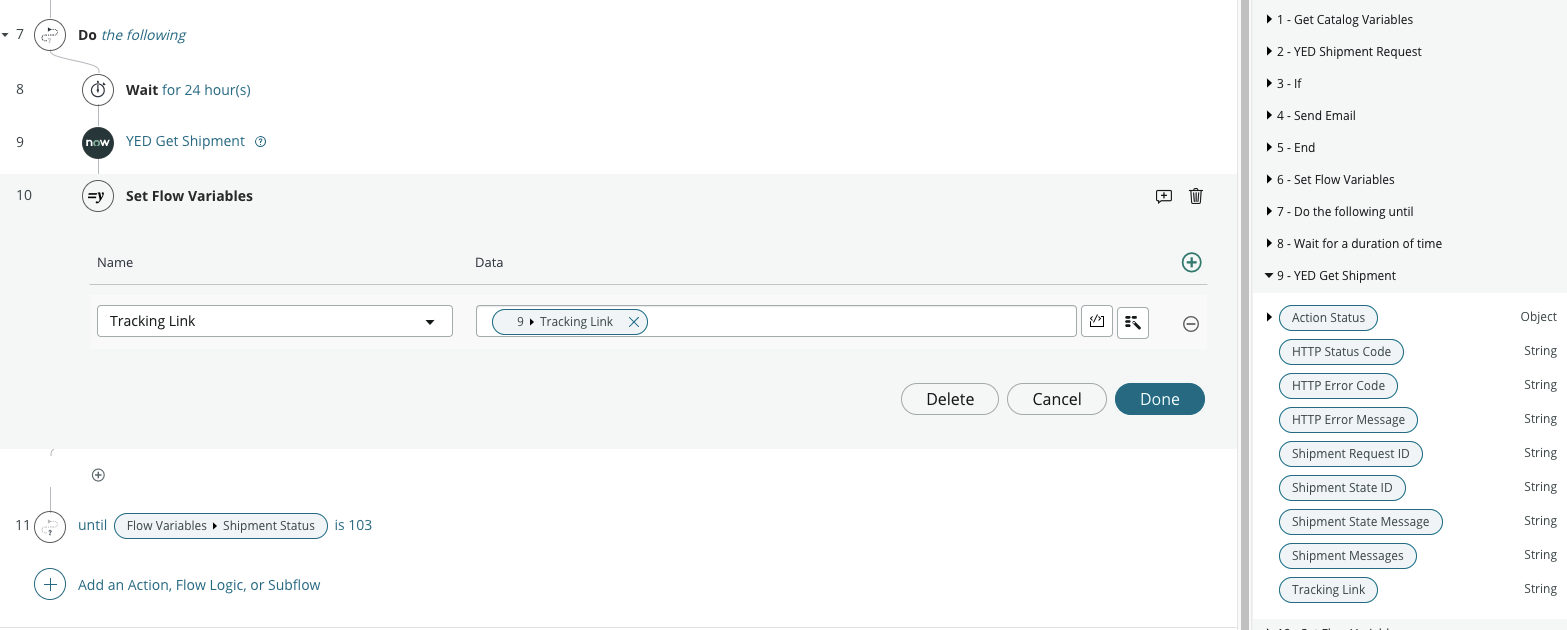 7 Do the following
8 Wait for 24 hour(s)
9 now YED Get Shipment ?
10 =y Set Flow Variables
Name Data
Tracking Link 9 Tracking Link
Delete Cancel Done
11 ? until Flow Variables Shipment Status is 103
Add an Action, Flow Logic, or Subflow
1 - Get Catalog Variables
2 - YED Shipment Request
3 - If
4 - Send Email
5 - End
6 - Set Flow Variables
7 - Do the following until
8 - Wait for a duration of time
9 - YED Get Shipment
Action Status Object
HTTP Status Code String
HTTP Error Code String
HTTP Error Message String
Shipment Request ID String
Shipment State ID String
Shipment State Message String
Shipment Messages String
Tracking Link String